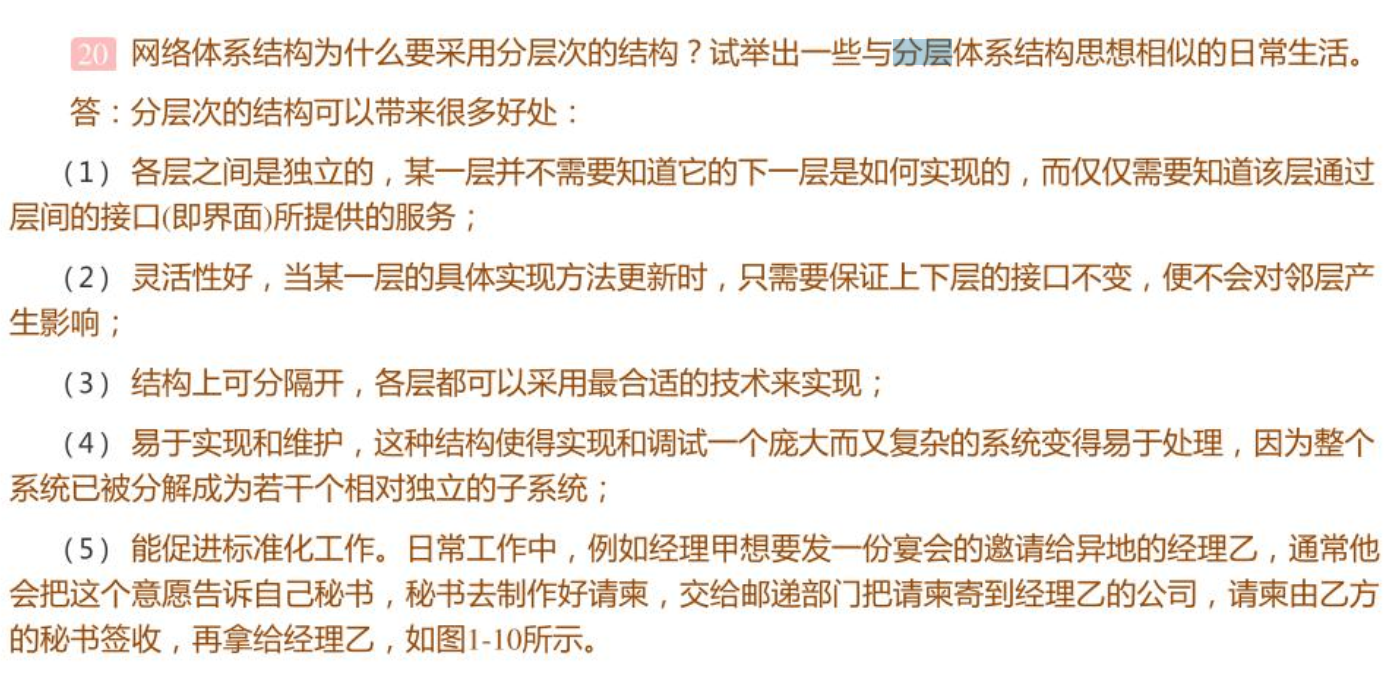 20 网络体系结构为什么要采用分层次的结构？试举出一些与分层体系结构思想相似的日常生活。
答：分层次的结构可以带来很多好处：
（1） 各层之间是独立的，某一层并不需要知道它的下一层是如何实现的，而仅仅需要知道该层通过
层间的接口(即界面)所提供的服务；
（2） 灵活性好，当某一层的具体实现方法更新时，只需要保证上下层的接口不变，便不会对邻层产
生影响；
（3） 结构上可分隔开，各层都可以采用最合适的技术来实现；
（4） 易于实现和维护，这种结构使得实现和调试一个庞大而又复杂的系统变得易于处理，因为整个
系统已被分解成为若干个相对独立的子系统；
（5） 能促进标准化工作。日常工作中，例如经理甲想要发一份宴会的邀请给异地的经理乙，通常他
会把这个意愿告诉自己秘书，秘书去制作好请柬，交给邮递部门把请柬寄到经理乙的公司，请柬由乙方
的秘书签收，再拿给经理乙，如图1-10所示。